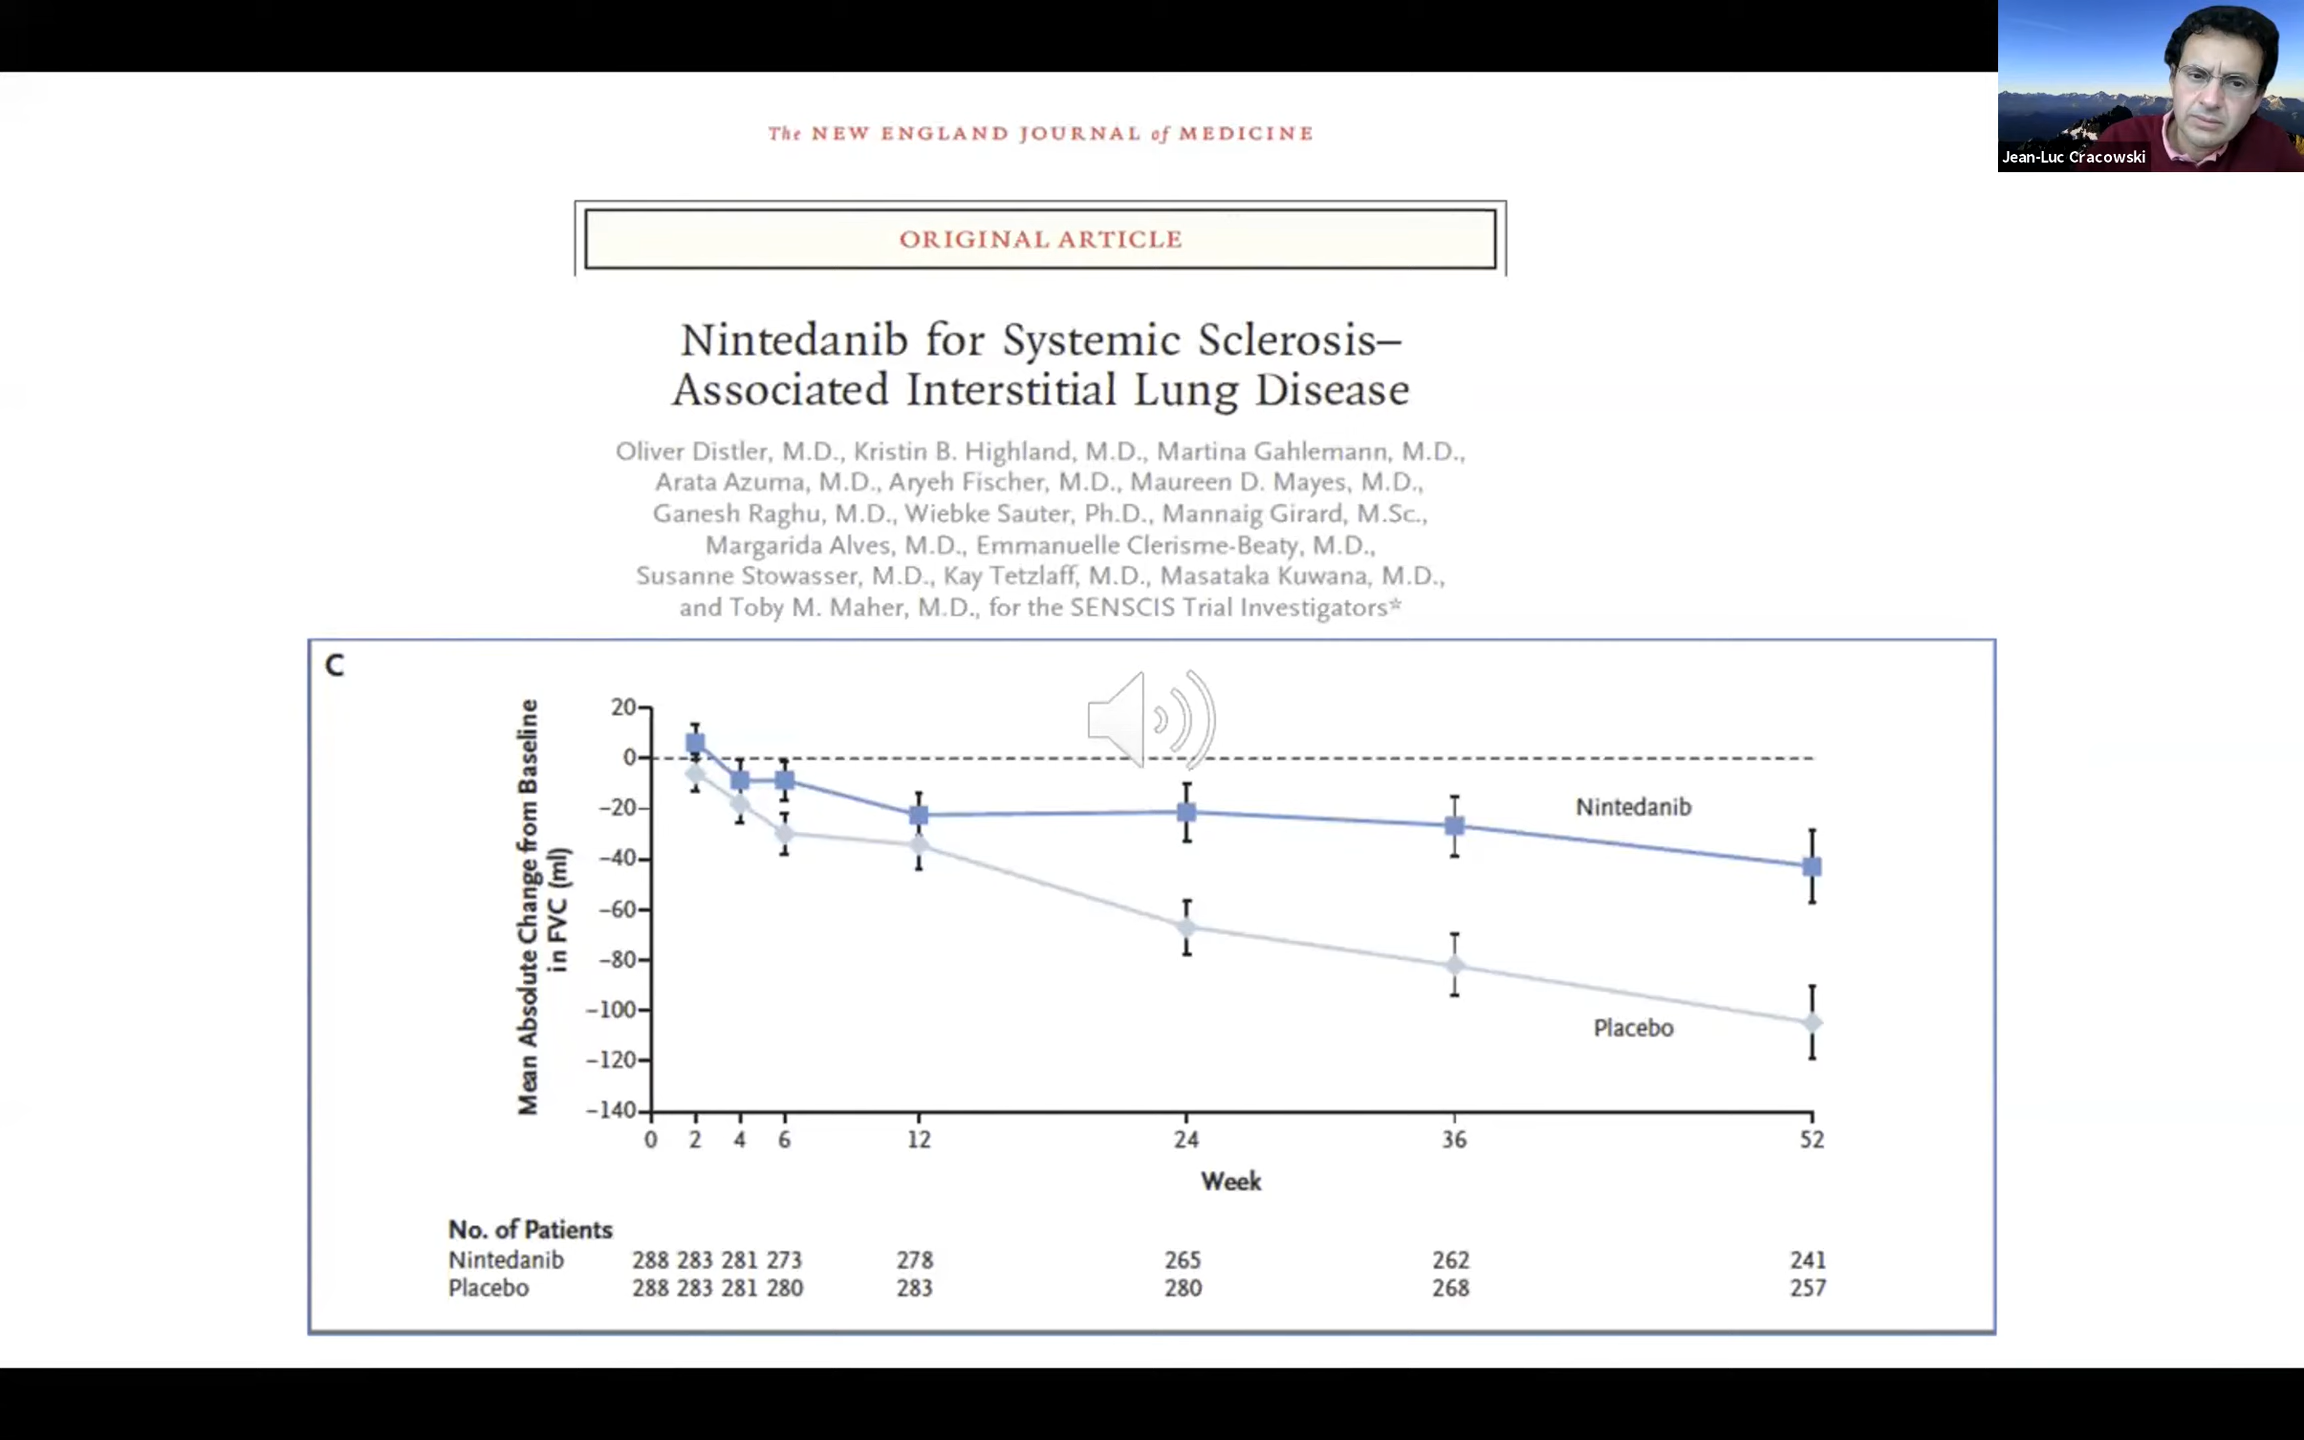 Jean-Luc Cracowski
The NEW ENGLAND JOURNAL of MEDICINE
ORIGINAL ARTICLE
Nintedanib for Systemic Sclerosis–
Associated Interstitial Lung Disease
Oliver Distler, M.D., Kristin B. Highland, M.D., Martina Gahlemann, M.D.,
Arata Azuma, M.D., Aryeh Fischer, M.D., Maureen D. Mayes, M.D.,
Ganesh Raghu, M.D., Wiebke Sauter, Ph.D., Mannaig Girard, M.Sc.,
Margarida Alves, M.D., Emmanuelle Clerisme-Beaty, M.D.,
Susanne Stowasser, M.D., Kay Tetzlaff, M.D., Masataka Kuwana, M.D.,
and Toby M. Maher, M.D., for the SENSCIS Trial Investigators*
C
Mean Absolute Change from Baseline
in FVC (ml)
20
0
−20
−40
−60
−80
−100
−120
−140
Nintedanib
Placebo
0 2 4 6 12 24 36 52
Week
No. of Patients
Nintedanib 288 283 281 273 278 265 262 241
Placebo 288 283 281 280 283 280 268 257